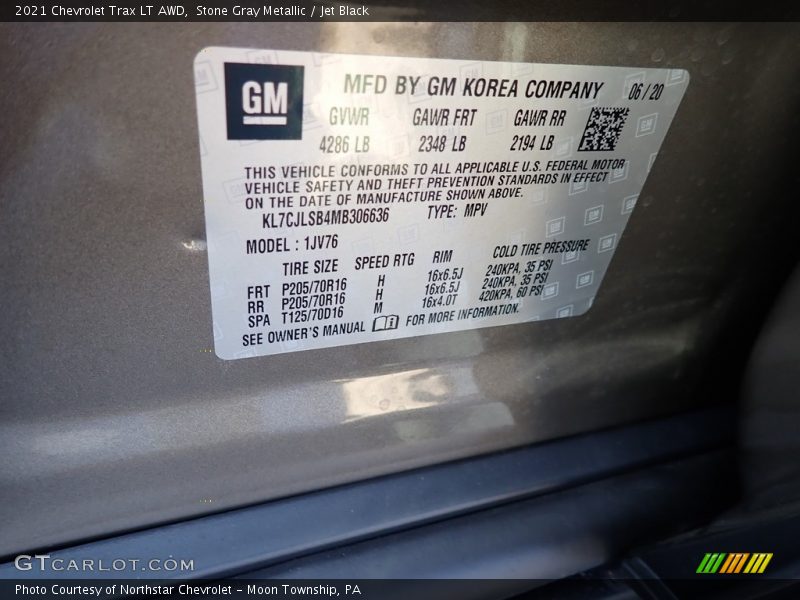 2021 Chevrolet Trax LT AWD, Stone Gray Metallic / Jet Black
GM
MFD BY GM KOREA COMPANY 06/20
GVWR GAWR FRT GAWR RR
4286 LB 2348 LB 2194 LB
THIS VEHICLE CONFORMS TO ALL APPLICABLE U.S. FEDERAL MOTOR
VEHICLE SAFETY AND THEFT PREVENTION STANDARDS IN EFFECT
ON THE DATE OF MANUFACTURE SHOWN ABOVE.
KL7CJLSB4MB306636 TYPE: MPV
MODEL : 1JV76
TIRE SIZE SPEED RTG RIM COLD TIRE PRESSURE
FRT P205/70R16 H 16x6.5J 240KPA, 35 PSI
RR P205/70R16 H 16x6.5J 240KPA, 35 PSI
SPA T125/70D16 M 16x4.0T 420KPA, 60 PSI
SEE OWNER'S MANUAL FOR MORE INFORMATION.
GTCARLOT.COM
Photo Courtesy of Northstar Chevrolet - Moon Township, PA